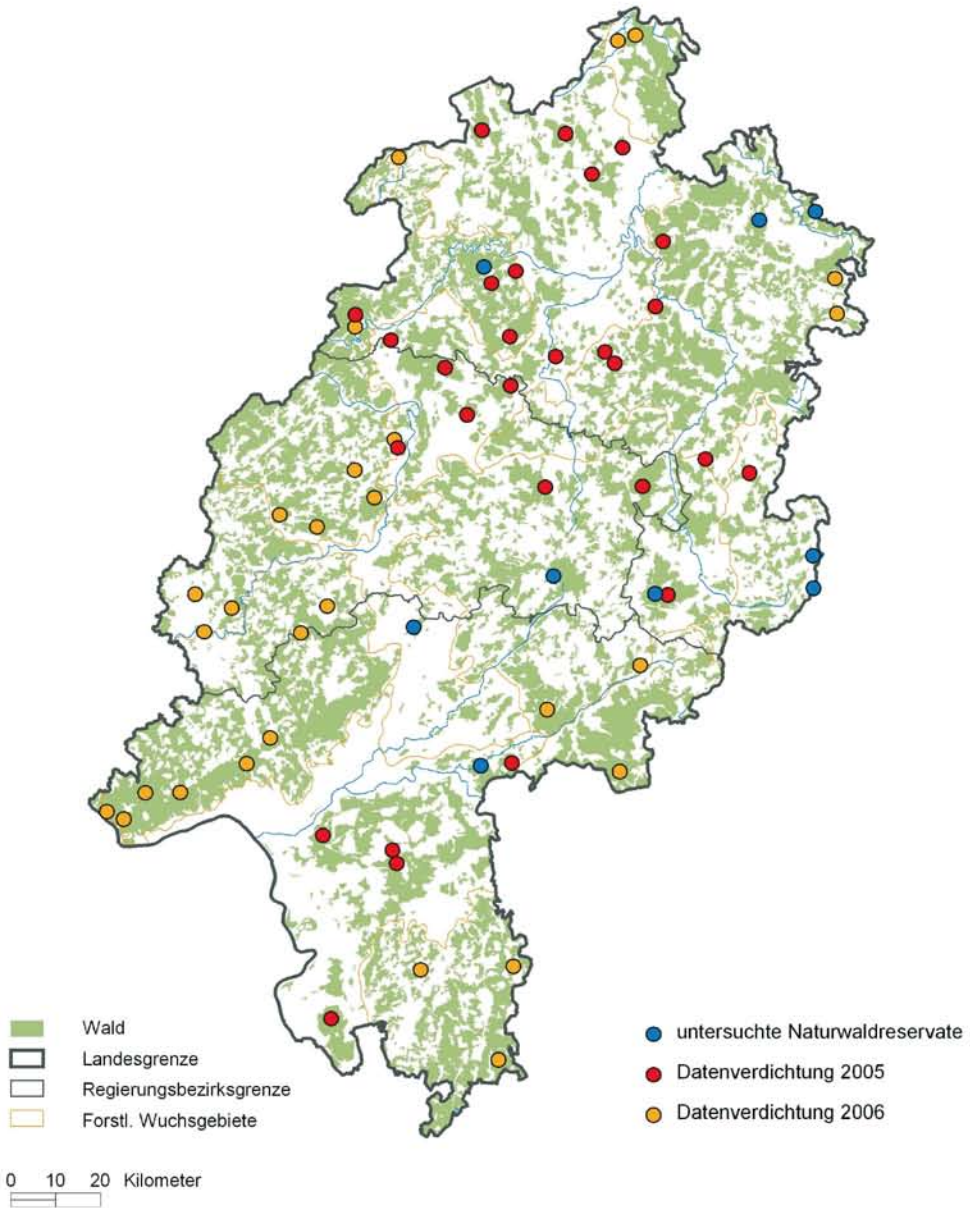 Wald
Landesgrenze
Regierungsbezirksgrenze
Forstl. Wuchsgebiete
0 10 20 Kilometer
untersuchte Naturwaldreservate
Datenverdichtung 2005
Datenverdichtung 2006